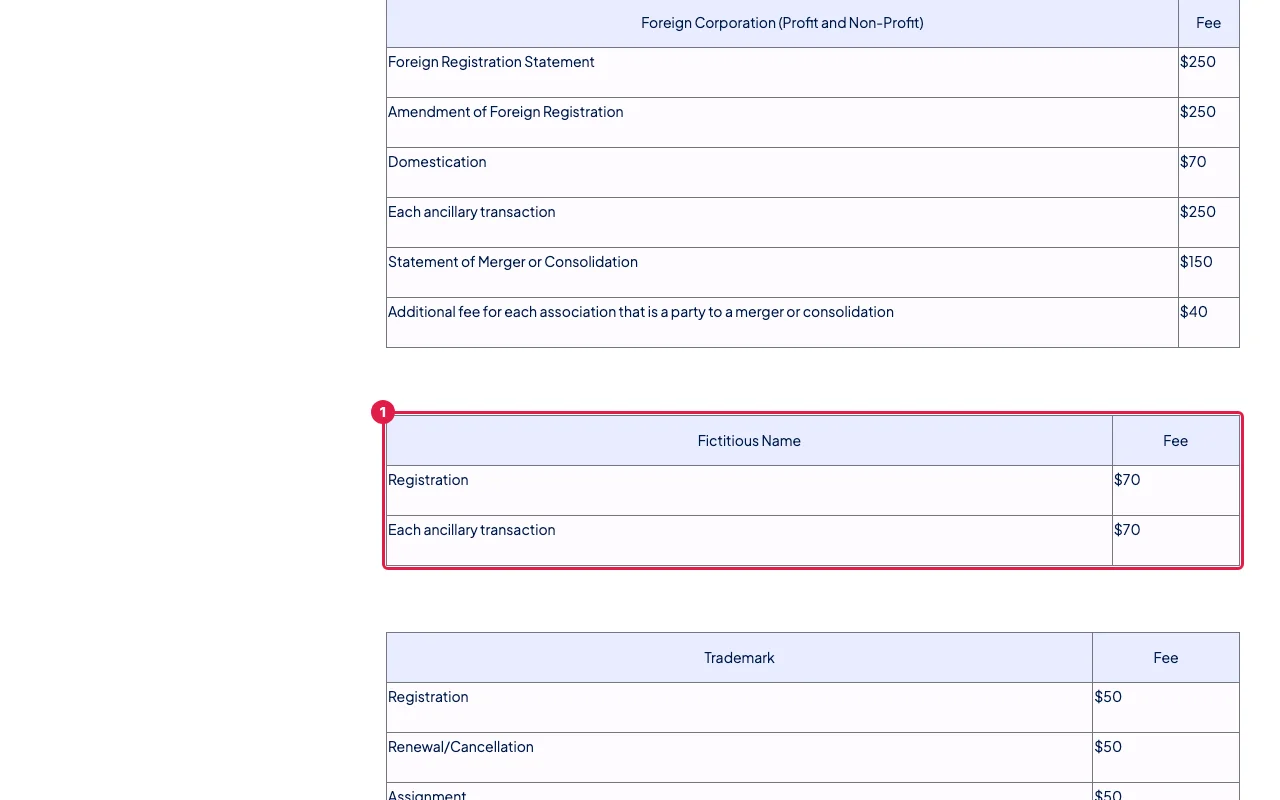 Foreign Corporation (Profit and Non-Profit) Fee
Foreign Registration Statement $250
Amendment of Foreign Registration $250
Domestication $70
Each ancillary transaction $250
Statement of Merger or Consolidation $150
Additional fee for each association that is a party to a merger or consolidation $40
1
Fictitious Name Fee
Registration $70
Each ancillary transaction $70
Trademark Fee
Registration $50
Renewal/Cancellation $50
Assignment $50